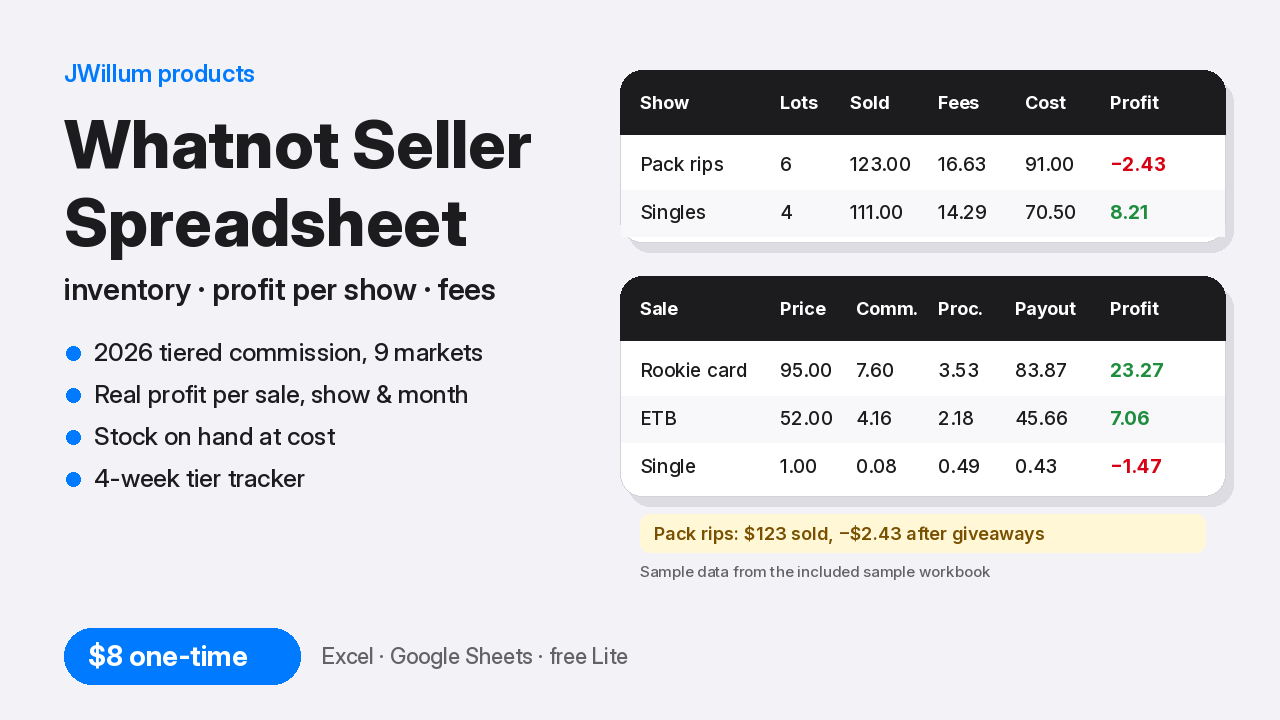 JWillum products
Whatnot Seller
Spreadsheet
inventory · profit per show · fees
2026 tiered commission, 9 markets
Real profit per sale, show & month
Stock on hand at cost
4-week tier tracker
Show Lots Sold Fees Cost Profit
Pack rips 6 123.00 16.63 91.00 −2.43
Singles 4 111.00 14.29 70.50 8.21
Sale Price Comm. Proc. Payout Profit
Rookie card 95.00 7.60 3.53 83.87 23.27
ETB 52.00 4.16 2.18 45.66 7.06
Single 1.00 0.08 0.49 0.43 −1.47
Pack rips: $123 sold, −$2.43 after giveaways
Sample data from the included sample workbook
$8 one-time
Excel · Google Sheets · free Lite